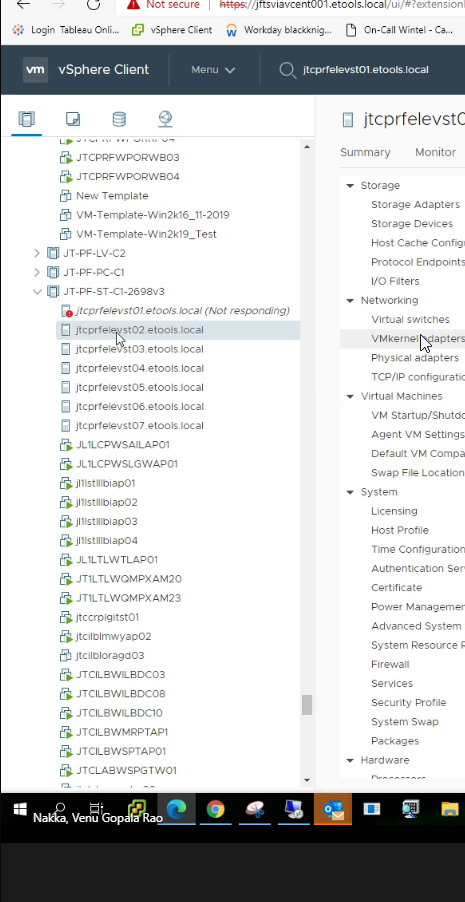 Not secure | https://jftsviavcent001.etools.local/ui/#?extension
Login Tableau Onli...
vSphere Client
Workday blackknig...
On-Call Wintel - Ca...
vm vSphere Client
Menu
jtcprfelevst01.etools.local
JTCPRFWPORWB03
JTCPRFWPORWB04
New Template
VM-Template-Win2k16_11-2019
VM-Template-Win2k19_Test
JT-PF-LV-C2
JT-PF-PC-C1
JT-PF-ST-C1-2698v3
jtcprfelevst01.etools.local (Not responding)
jtcprfelevst02.etools.local
jtcprfelevst03.etools.local
jtcprfelevst04.etools.local
jtcprfelevst05.etools.local
jtcprfelevst06.etools.local
jtcprfelevst07.etools.local
JL1LCPWSAILAP01
JL1LCPWSLGWAP01
jl1lstlllbiap01
jl1lstlllbiap02
jl1lstlllbiap03
jl1lstlllbiap04
JL1LTLWTLAP01
JT1LTLWQMPXAM20
JT1LTLWQMPXAM23
jtccrplgitst01
jtcilblmwyap02
jtcilbloragd03
JTCILBWILBDC03
JTCILBWILBDC08
JTCILBWILBDC10
JTCILBWMRPTAP1
JTCILBWSPTAP01
JTCLABWSPGTW01
jtcprfelevst0
Summary Monitor
Storage
Storage Adapters
Storage Devices
Host Cache Config
Protocol Endpoints
I/O Filters
Networking
Virtual switches
VMkernel adapters
Physical adapters
TCP/IP configuratio
Virtual Machines
VM Startup/Shutdo
Agent VM Settings
Default VM Compa
Swap File Location
System
Licensing
Host Profile
Time Configuration
Authentication Ser
Certificate
Power Managemen
Advanced System
System Resource R
Firewall
Services
Security Profile
System Swap
Packages
Hardware
Processors
Nakka, Venu Gopala Rao